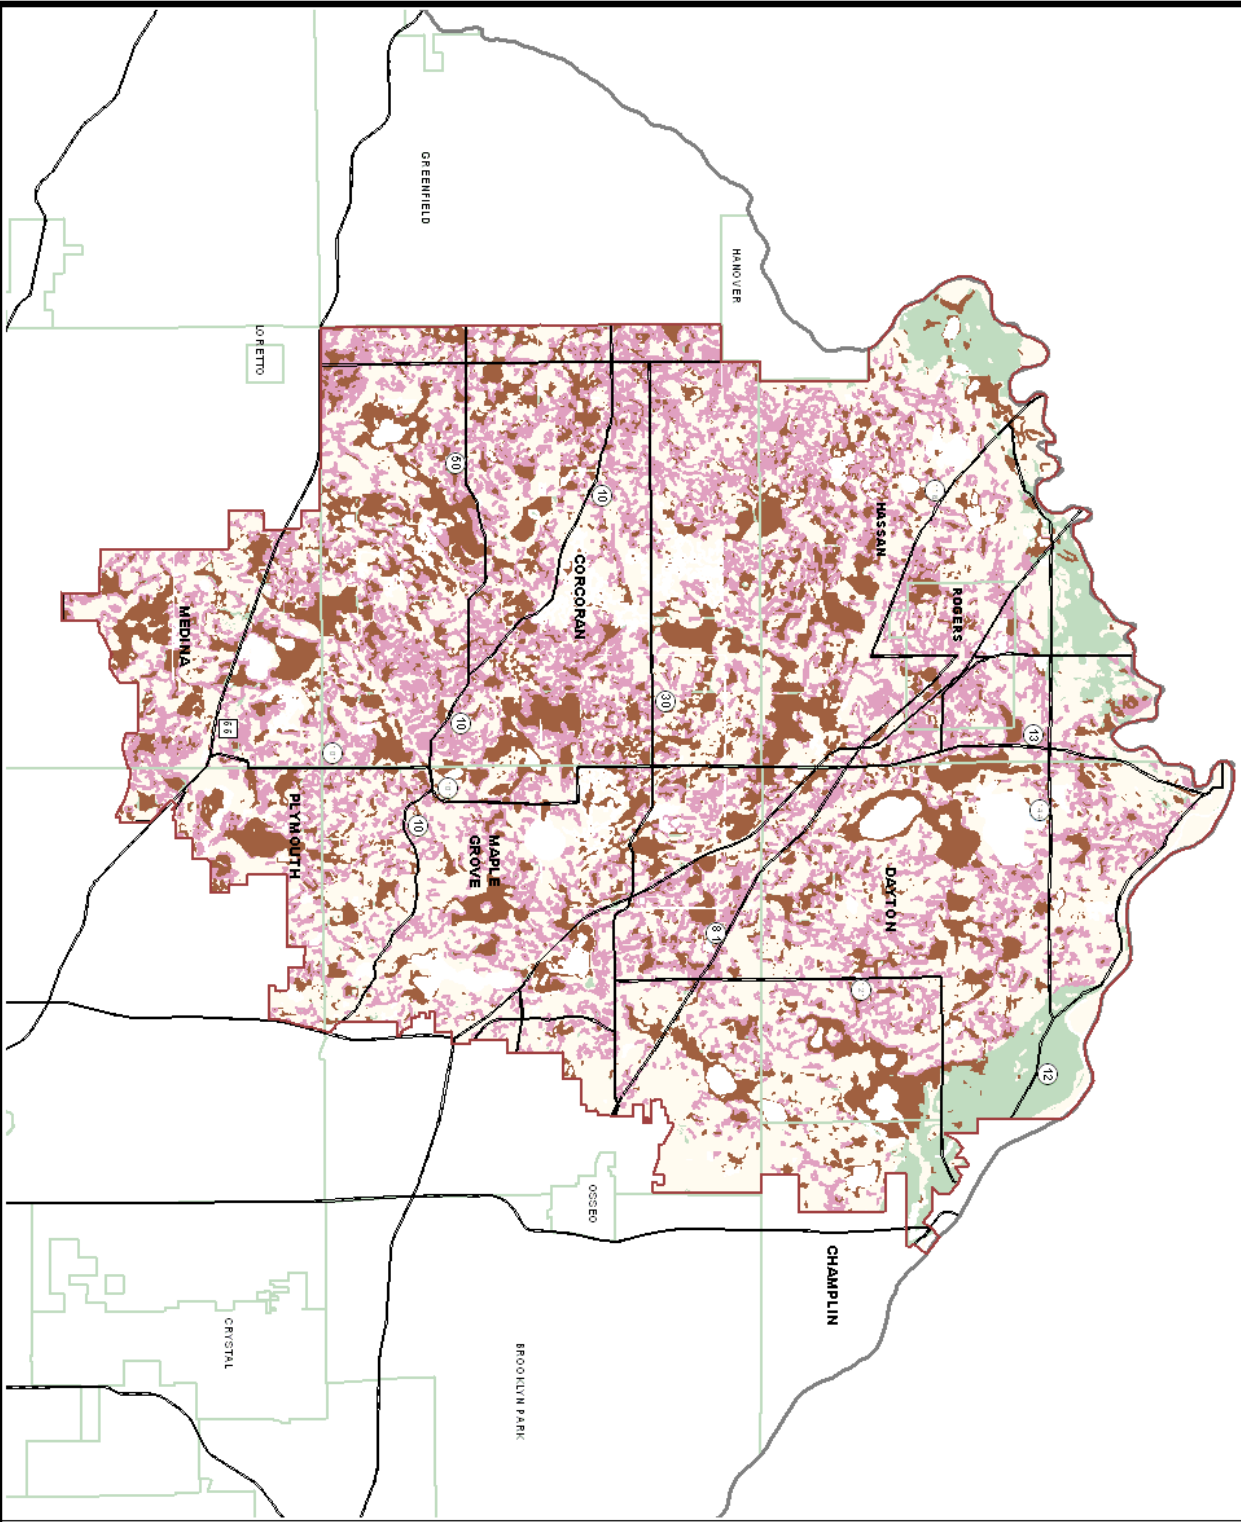 GREENFIELD
HANOVER
LORETTO
50
10
HASSAN
CORCORAN
ROGERS
MEDINA
30
10
55
13
PLYMOUTH
10
MAPLE
GROVE
DAYTON
81
12
OSSEO
CHAMPLIN
CRYSTAL
BROOKLYN PARK